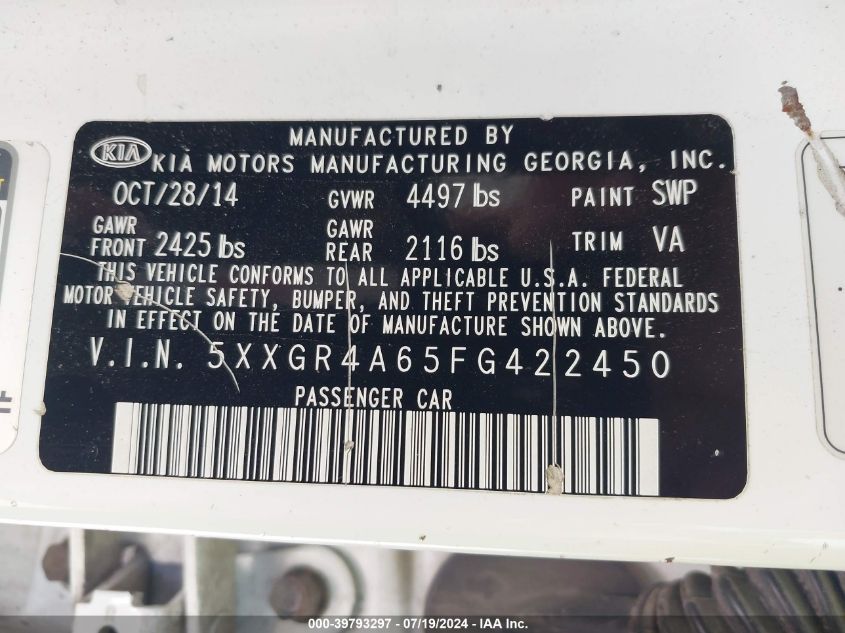 KIA
MANUFACTURED BY
KIA MOTORS MANUFACTURING GEORGIA, INC.
OCT/28/14 GVWR 4497 lbs PAINT SWP
GAWR FRONT 2425 lbs GAWR REAR 2116 lbs TRIM VA
THIS VEHICLE CONFORMS TO ALL APPLICABLE U.S.A. FEDERAL
MOTOR VEHICLE SAFETY, BUMPER, AND THEFT PREVENTION STANDARDS
IN EFFECT ON THE DATE OF MANUFACTURE SHOWN ABOVE.
V.I.N. 5XXGR4A65FG422450
PASSENGER CAR
000-39793297 - 07/19/2024 - IAA Inc.